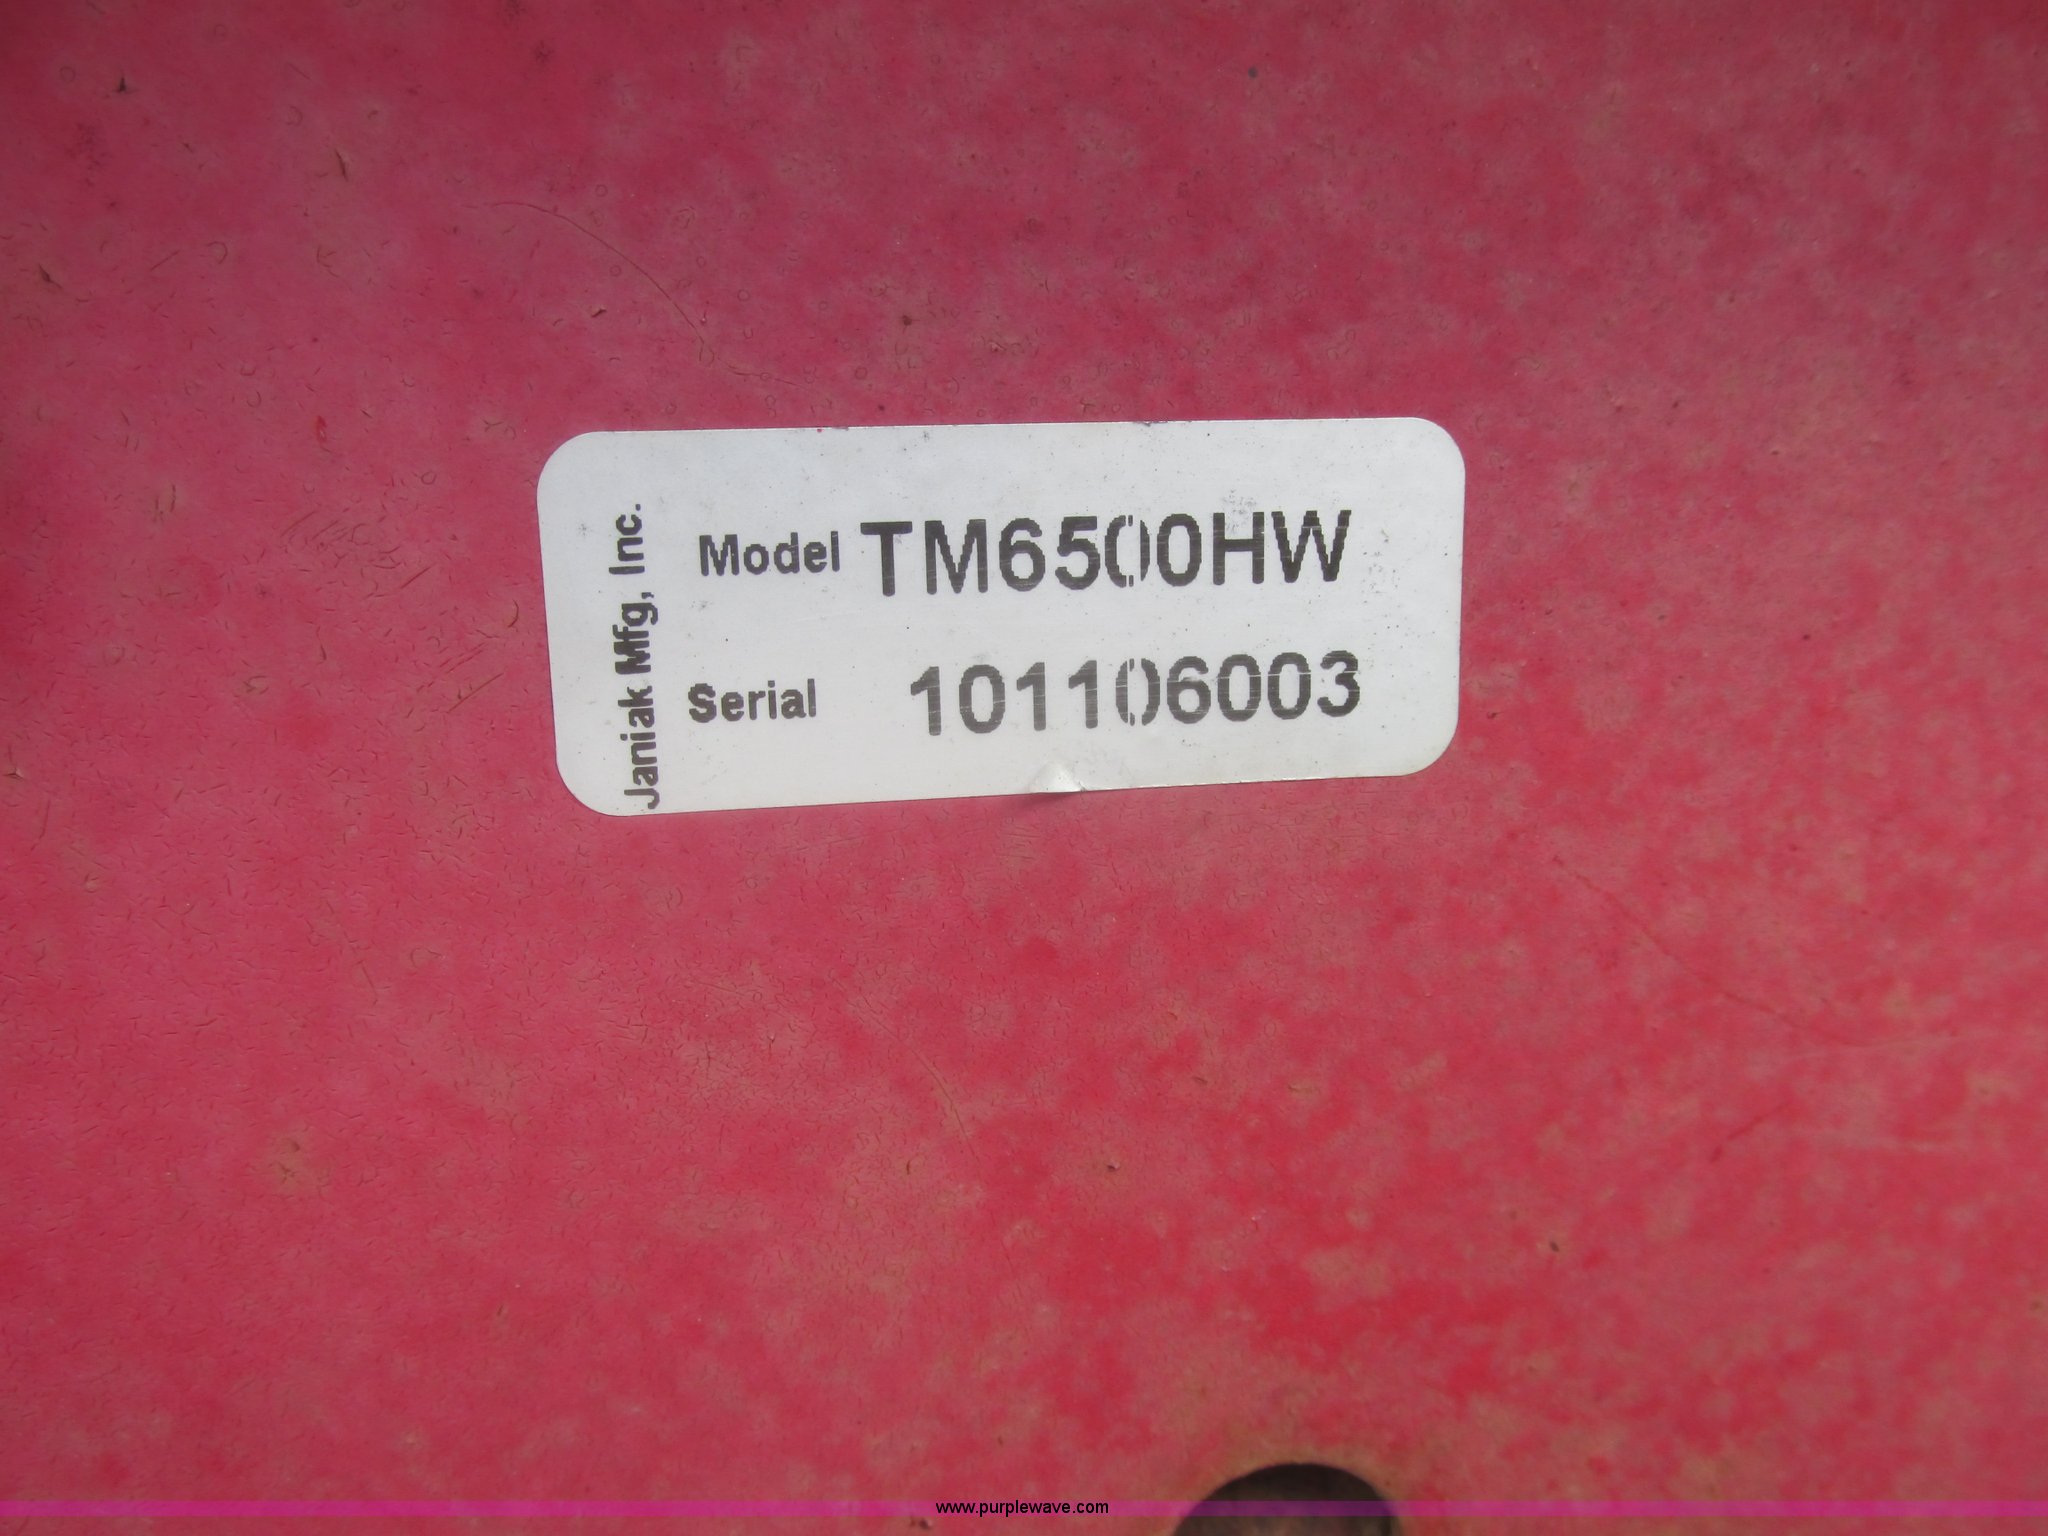 Janiak Mfg, Inc.
Model TM6500HW
Serial 101106003
www.purplewave.com